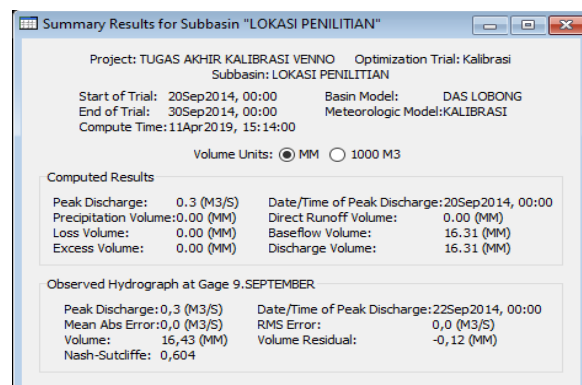 Summary Results for Subbasin "LOKASI PENILITIAN"
Project: TUGAS AKHIR KALIBRASI VENNO Optimization Trial: Kalibrasi
Subbasin: LOKASI PENILITIAN
Start of Trial: 20Sep2014, 00:00 Basin Model: DAS LOBONG
End of Trial: 30Sep2014, 00:00 Meteorologic Model:KALIBRASI
Compute Time:11Apr2019, 15:14:00
Volume Units: MM 1000 M3
Computed Results
Peak Discharge: 0.3 (M3/S) Date/Time of Peak Discharge:20Sep2014, 00:00
Precipitation Volume:0.00 (MM) Direct Runoff Volume: 0.00 (MM)
Loss Volume: 0.00 (MM) Baseflow Volume: 16.31 (MM)
Excess Volume: 0.00 (MM) Discharge Volume: 16.31 (MM)
Observed Hydrograph at Gage 9.SEPTEMBER
Peak Discharge:0,3 (M3/S) Date/Time of Peak Discharge:22Sep2014, 00:00
Mean Abs Error:0,0 (M3/S) RMS Error: 0,0 (M3/S)
Volume: 16,43 (MM) Volume Residual: -0,12 (MM)
Nash-Sutcliffe: 0,604